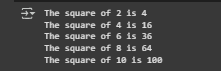 The square of 2 is 4
The square of 4 is 16
The square of 6 is 36
The square of 8 is 64
The square of 10 is 100